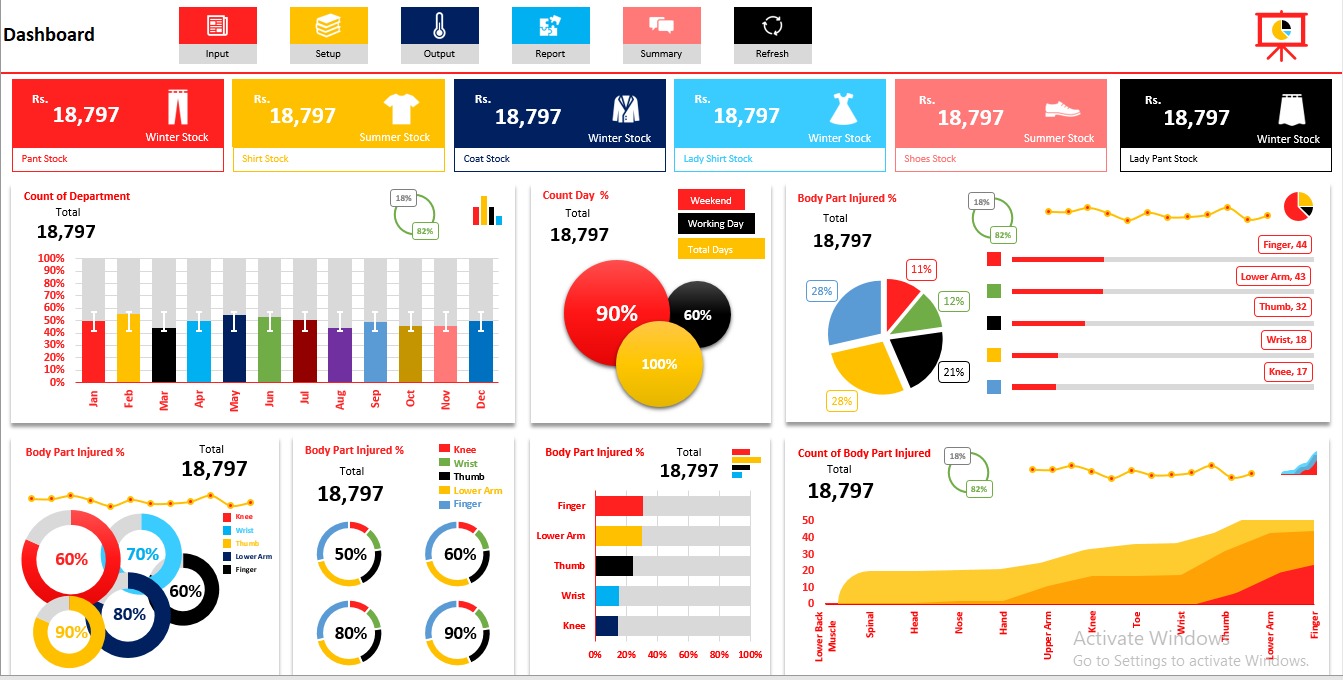 Dashboard
Input
Setup
Output
Report
Summary
Refresh
Rs.
18,797
Winter Stock
Pant Stock
Rs.
18,797
Summer Stock
Shirt Stock
Rs.
18,797
Winter Stock
Coat Stock
Rs.
18,797
Winter Stock
Lady Shirt Stock
Rs.
18,797
Summer Stock
Shoes Stock
Rs.
18,797
Winter Stock
Lady Pant Stock
Count of Department
Total
18,797
18%
82%
100%
90%
80%
70%
60%
50%
40%
30%
20%
10%
0%
Jan
Feb
Mar
Apr
May
Jun
Jul
Aug
Sep
Oct
Nov
Dec
Count Day %
Total
18,797
Weekend
Working Day
Total Days
90%
60%
100%
Body Part Injured %
Total
18,797
18%
82%
11%
12%
21%
28%
28%
Finger, 44
Lower Arm, 43
Thumb, 32
Wrist, 18
Knee, 17
Body Part Injured %
Total
18,797
Knee
Wrist
Thumb
Lower Arm
Finger
60%
70%
60%
80%
90%
Body Part Injured %
Total
18,797
Knee
Wrist
Thumb
Lower Arm
Finger
50%
60%
80%
90%
Body Part Injured %
Total
18,797
Finger
Lower Arm
Thumb
Wrist
Knee
0%
20%
40%
60%
80%
100%
Count of Body Part Injured
Total
18,797
18%
82%
50
40
30
20
10
0
Lower Back
Muscle
Spinal
Head
Nose
Hand
Upper Arm
Knee
Toe
Wrist
Thumb
Lower Arm
Finger
Activate Windows
Go to Settings to activate Windows.